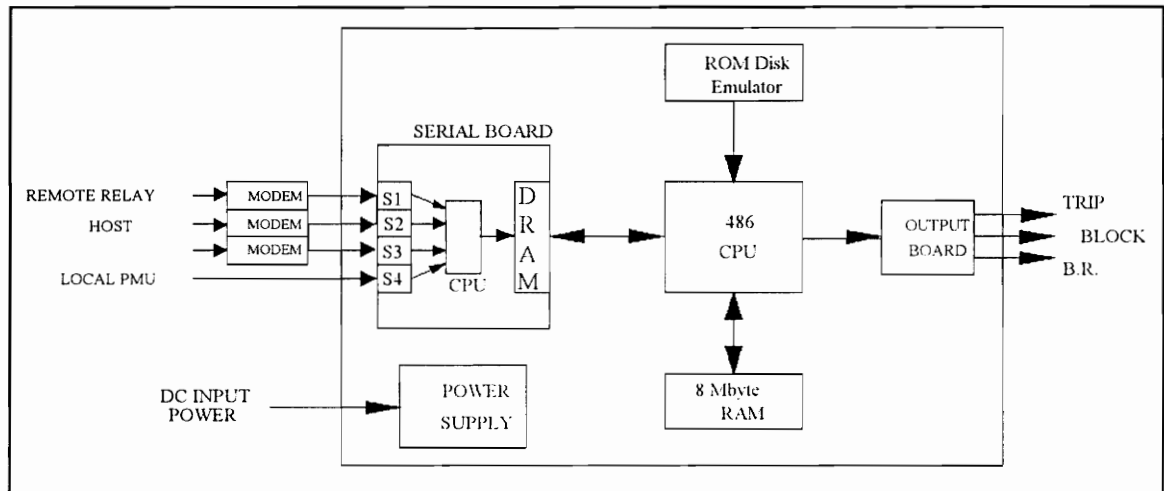 ROM Disk
Emulator
SERIAL BOARD
REMOTE RELAY
MODEM
S1
D
R
A
M
HOST
MODEM
S2
MODEM
S3
LOCAL PMU
S4
CPU
486
CPU
OUTPUT
BOARD
TRIP
BLOCK
B.R.
DC INPUT
POWER
POWER
SUPPLY
8 Mbyte
RAM